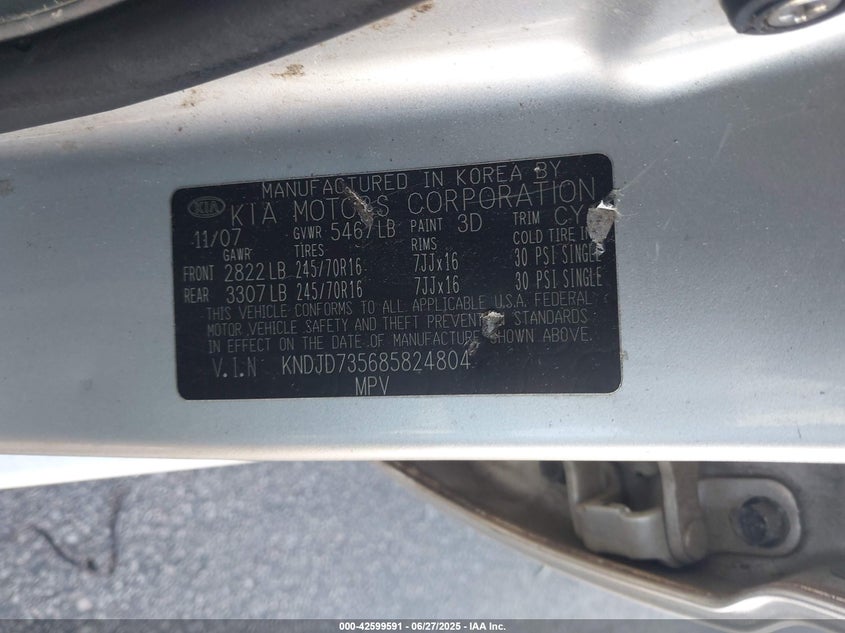 MANUFACTURED IN KOREA BY
KIA KIA MOTORS CORPORATION
11/07 GVWR 5467LB PAINT 3D TRIM CY
GAWR TIRES RIMS COLD TIRE IN
FRONT 2822LB 245/70R16 7JJx16 30 PSI SINGLE
REAR 3307LB 245/70R16 7JJx16 30 PSI SINGLE
THIS VEHICLE CONFORMS TO ALL APPLICABLE U.S.A. FEDERAL
MOTOR VEHICLE SAFETY AND THEFT PREVENTION STANDARDS
IN EFFECT ON THE DATE OF MANUFACTURE SHOWN ABOVE.
V.I.N KNDJD735685824804
MPV
000-42599591 | 06/27/2025 | IAA Inc.